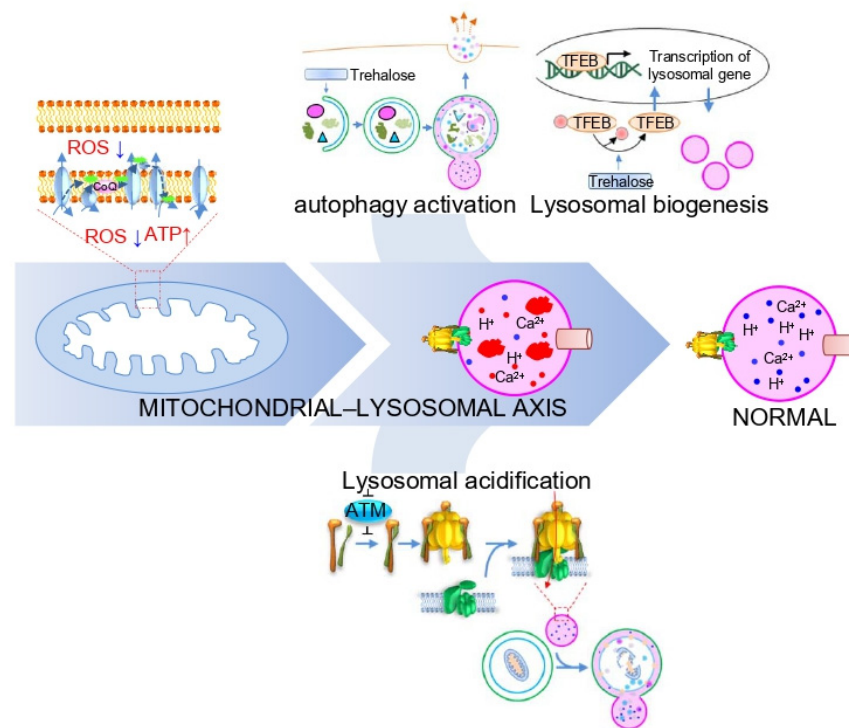 Trehalose
autophagy activation
TFEB
Transcription of
lysosomal gene
TFEB
TFEB
Trehalose
Lysosomal biogenesis
ROS ↓
CoQ
ROS ↓ ATP↑
H⁺
Ca²⁺
H⁺
Ca²⁺
MITOCHONDRIAL–LYSOSOMAL AXIS
Ca²⁺
H⁺
H⁺
H⁺
Ca²⁺
H⁺
NORMAL
Lysosomal acidification
ATM